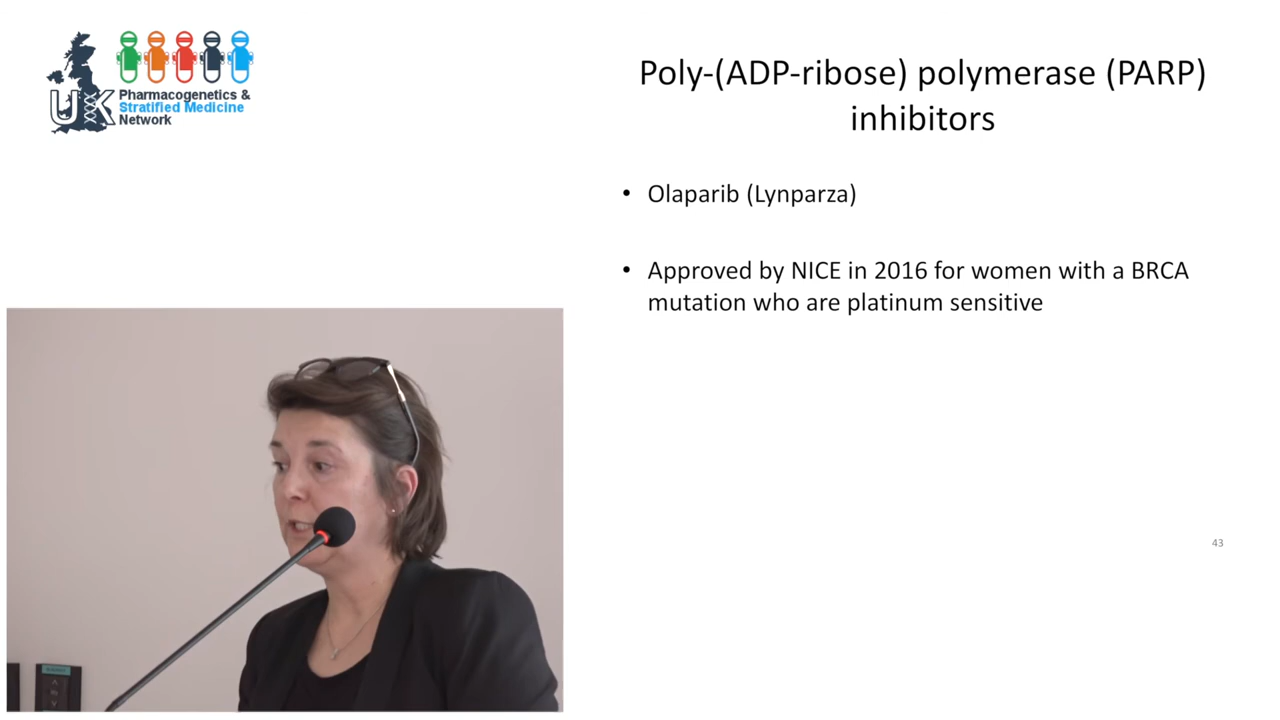 UK
Pharmacogenetics &
Stratified Medicine
Network
Poly-(ADP-ribose) polymerase (PARP)
inhibitors
• Olaparib (Lynparza)
• Approved by NICE in 2016 for women with a BRCA
mutation who are platinum sensitive
43